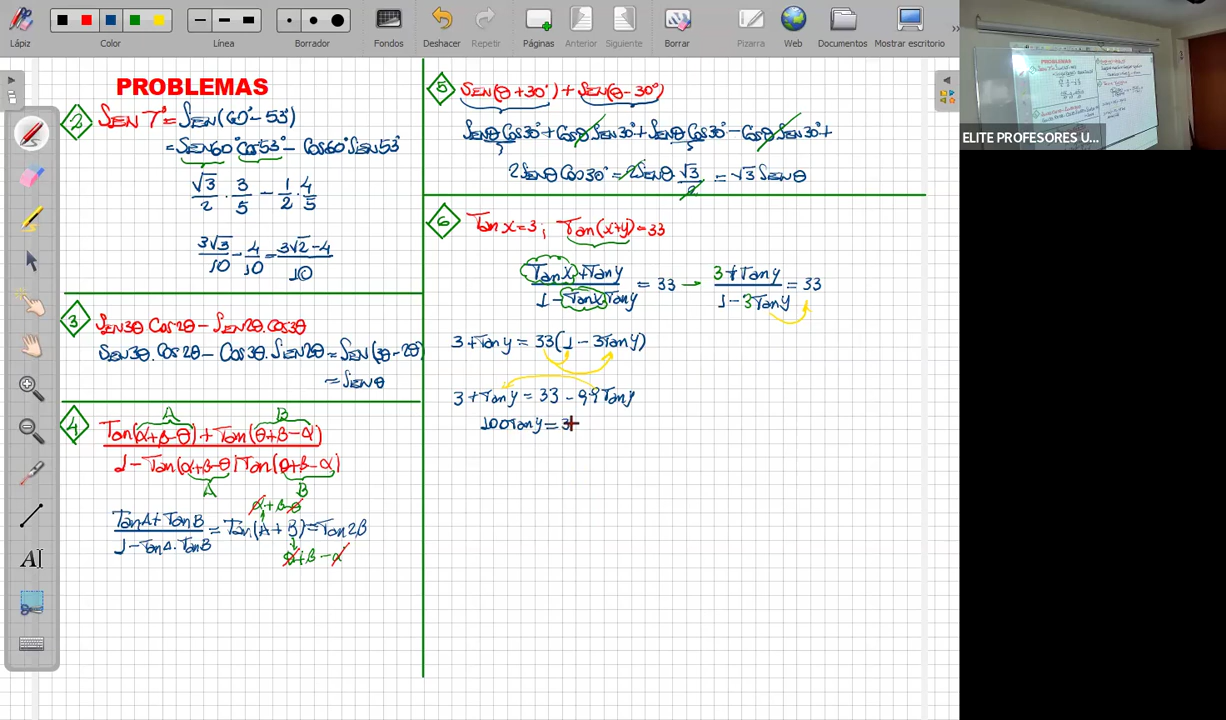 Lápiz
Color
Línea
Borrador
Fondos
Deshacer
Repetir
Páginas
Anterior
Siguiente
Borrar
Pizarra
Web
Documentos
Mostrar escritorio
ELITE PROFESORES U...
PROBLEMAS
2 SEN 7° = SEN(60° - 53°)
= SEN60° Cos53° - Cos60° SEN53°
√3/2 · 3/5 - 1/2 · 4/5
3√3/10 - 4/10 = 3√2-4/10
3 SEN3θ Cos2θ - SEN2θ.Cos3θ
SEN3θ.Cos2θ - Cos3θ.SEN2θ = SEN(3θ-2θ)
= SENθ
4 A B
Tan(α+β-θ) + Tan(θ+β-α)
1 - Tan(α+β-θ) Tan(θ+β-α)
A B
α+β-θ
TanA + TanB / 1 - TanA.TanB = Tan(A + B) = Tan2β
θ+β-α
5 SEN(θ+30°) + SEN(θ-30°)
SENθ Cos30° + Cosθ SEN30° + SENθ Cos30° - Cosθ SEN30° +
2SENθ Cos30° = 2SENθ √3/2 = √3 SENθ
6 Tan x = 3 ; Tan(x+y) = 33
Tanx + Tany / 1 - Tanx Tany = 33 → 3 + Tany / 1 - 3Tany = 33
3 + Tan y = 33(1 - 3Tan y)
3 + Tan y = 33 - 99Tan y
100Tan y = 3
A